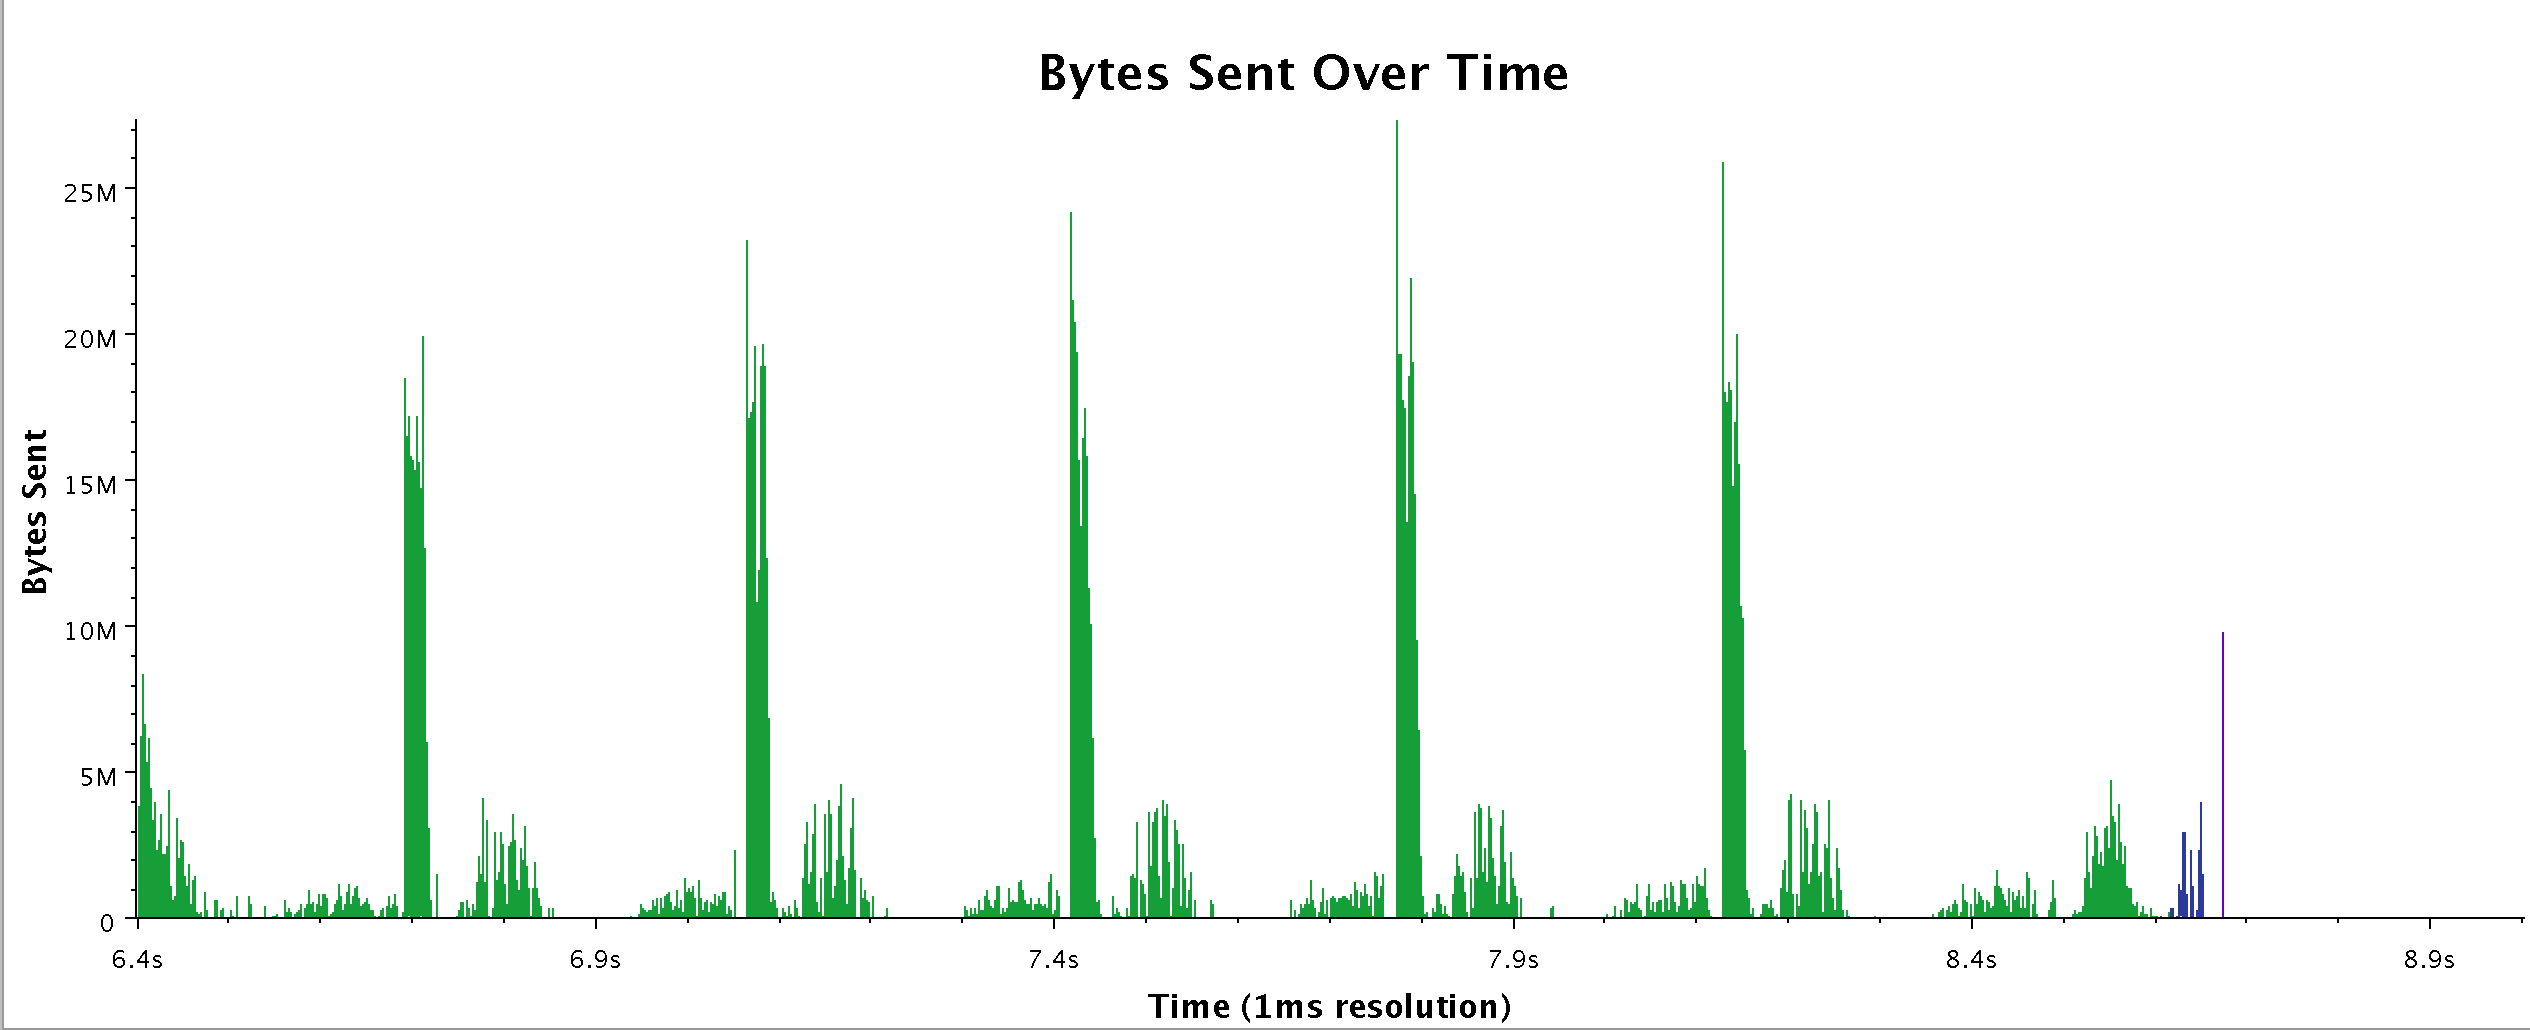 Bytes Sent Over Time
Bytes Sent
25M
20M
15M
10M
5M
0
6.4s 6.9s 7.4s 7.9s 8.4s 8.9s
Time (1ms resolution)